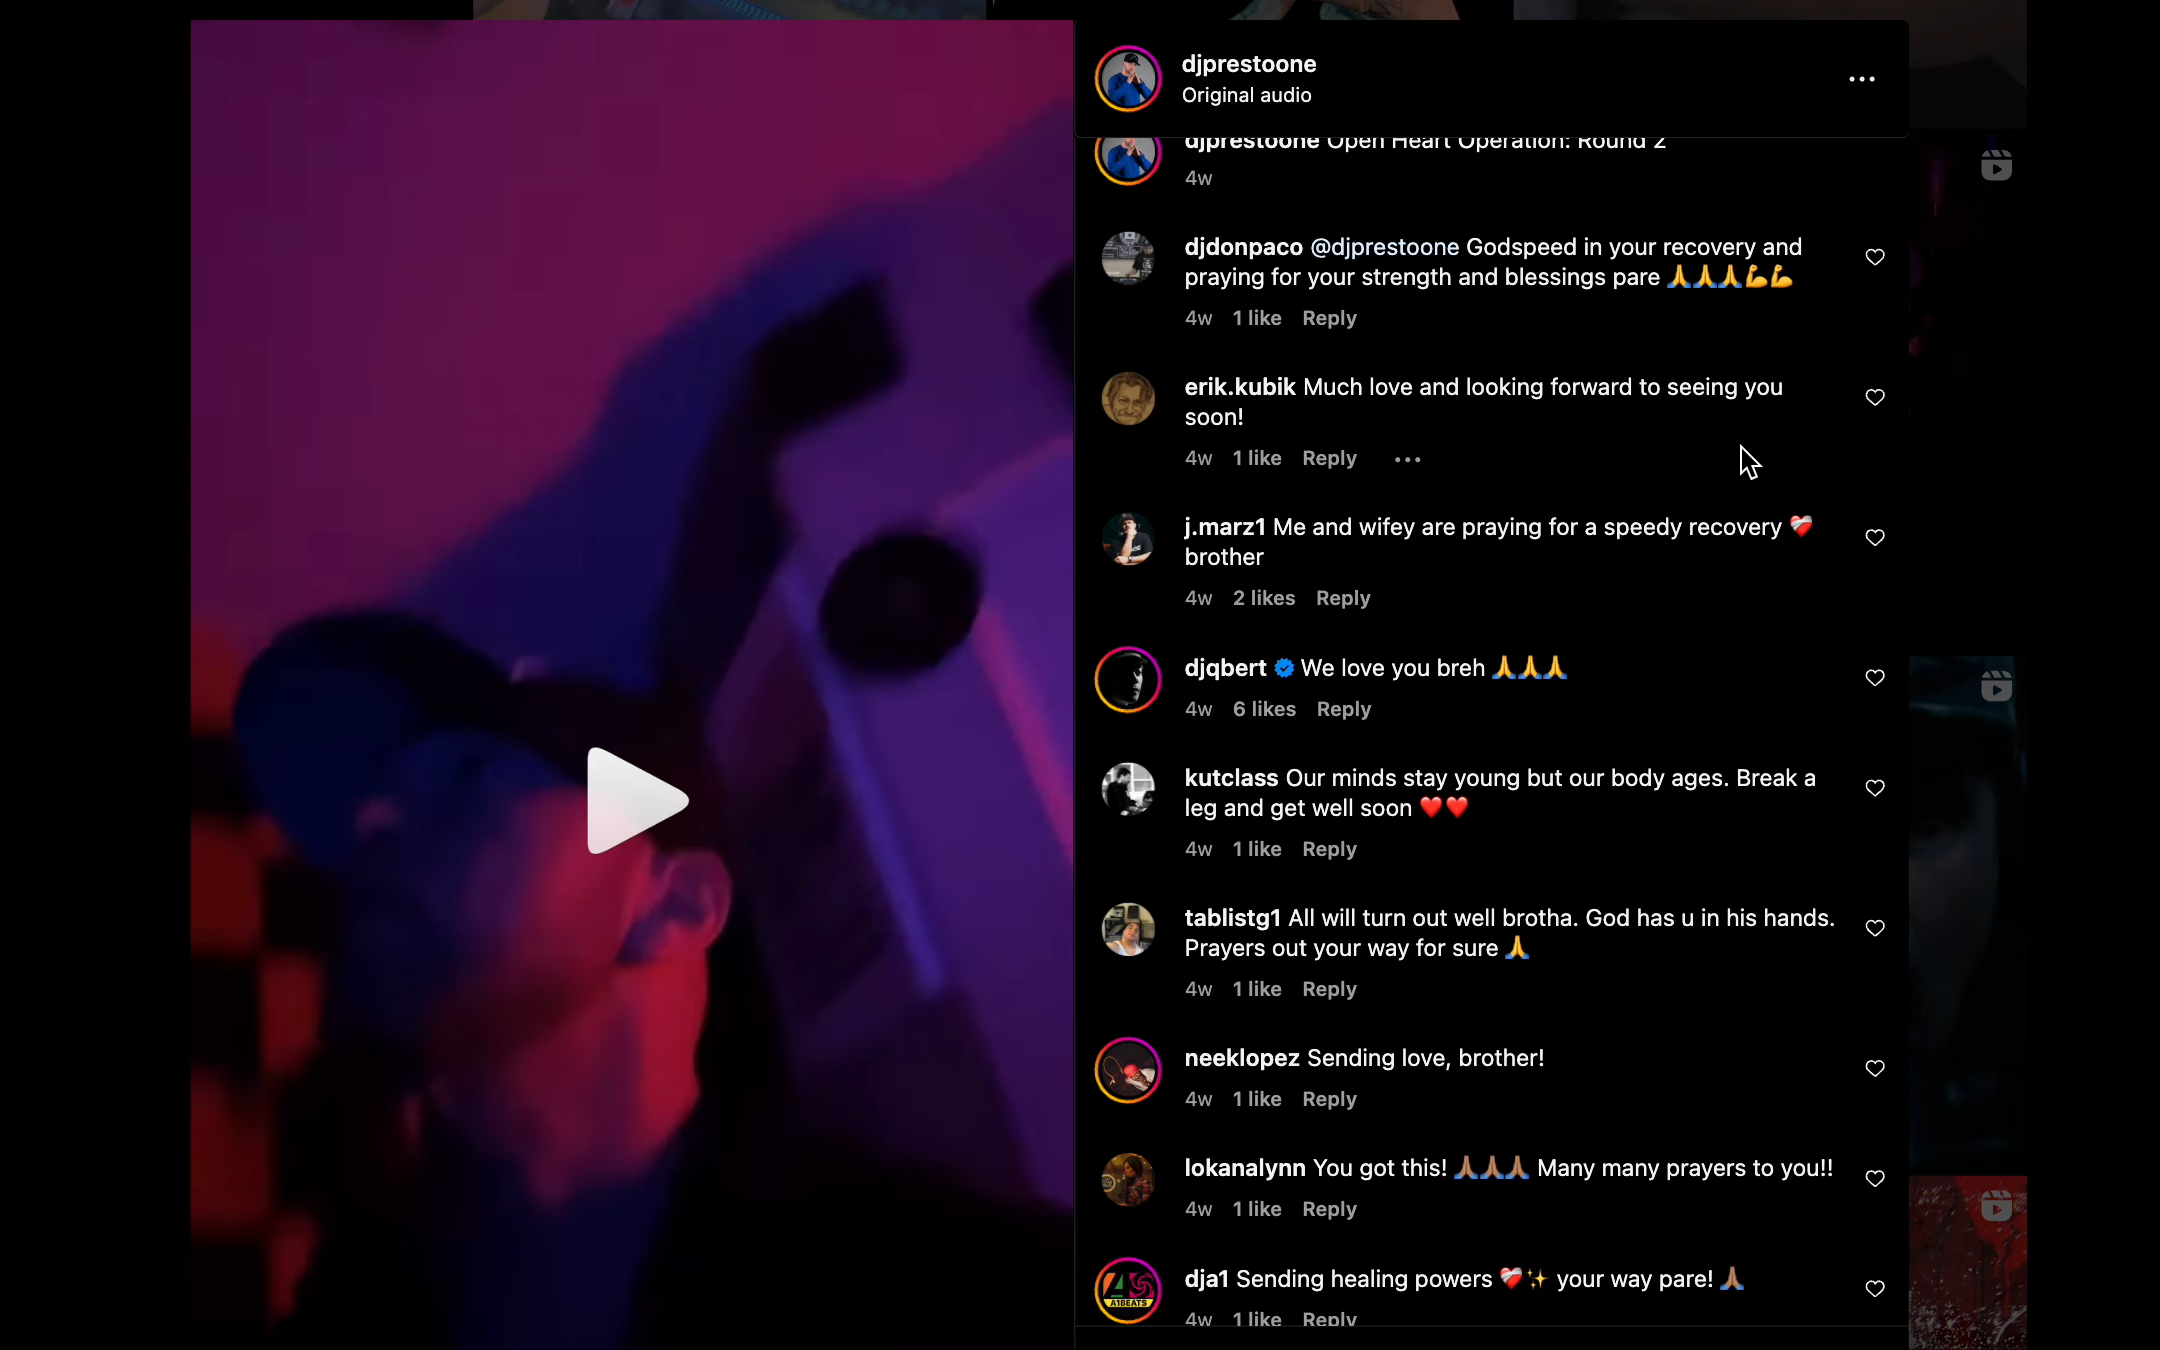 djprestoone
Original audio
djprestoone Open Heart Operation: Round 2
4w
djdonpaco @djprestoone Godspeed in your recovery and
praying for your strength and blessings pare 🙏🙏🙏💪💪
4w 1 like Reply
erik.kubik Much love and looking forward to seeing you
soon!
4w 1 like Reply
j.marz1 Me and wifey are praying for a speedy recovery ❤️‍🩹
brother
4w 2 likes Reply
djqbert We love you breh 🙏🙏🙏
4w 6 likes Reply
kutclass Our minds stay young but our body ages. Break a
leg and get well soon ❤️❤️
4w 1 like Reply
tablistg1 All will turn out well brotha. God has u in his hands.
Prayers out your way for sure 🙏
4w 1 like Reply
neeklopez Sending love, brother!
4w 1 like Reply
lokanalynn You got this! 🙏🏽🙏🏽🙏🏽 Many many prayers to you!!
4w 1 like Reply
A1BEATS
dja1 Sending healing powers ❤️‍🩹✨ your way pare! 🙏🏽
4w 1 like Reply